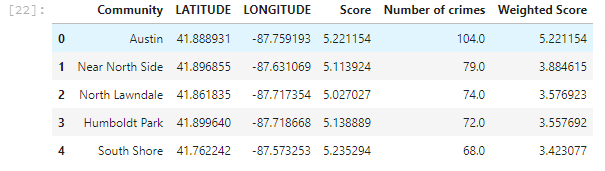 [22]: Community LATITUDE LONGITUDE Score Number of crimes Weighted Score
0 Austin 41.888931 -87.759193 5.221154 104.0 5.221154
1 Near North Side 41.896855 -87.631069 5.113924 79.0 3.884615
2 North Lawndale 41.861835 -87.717354 5.027027 74.0 3.576923
3 Humboldt Park 41.899640 -87.718668 5.138889 72.0 3.557692
4 South Shore 41.762242 -87.573253 5.235294 68.0 3.423077